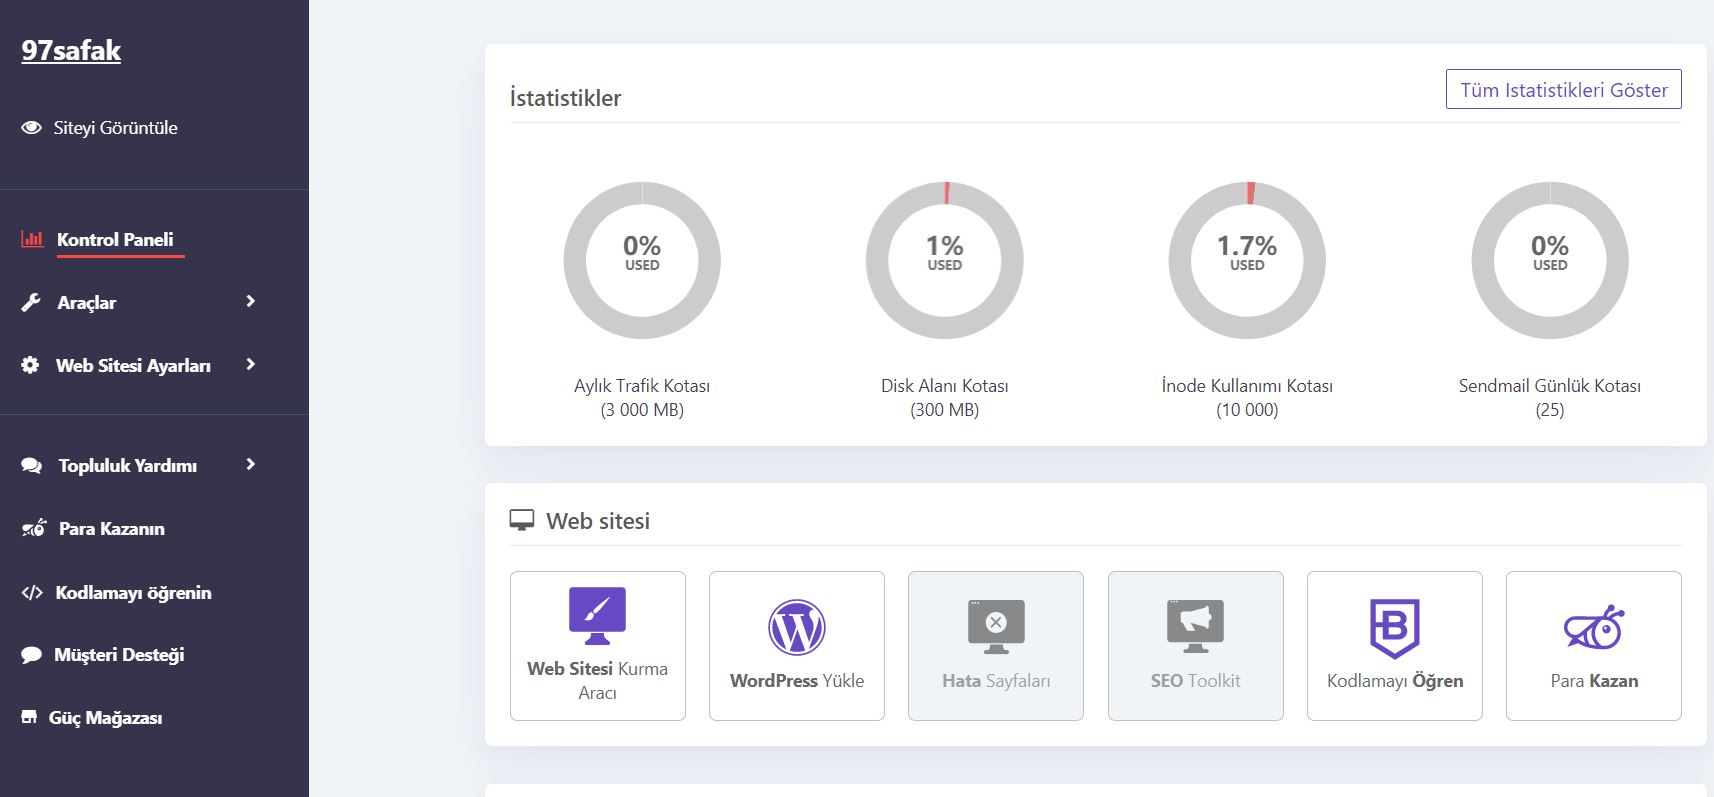 97safak
Siteyi Görüntüle
Kontrol Paneli
Araçlar
Web Sitesi Ayarları
Topluluk Yardımı
Para Kazanın
Kodlamayı öğrenin
Müşteri Desteği
Güç Mağazası
İstatistikler
Tüm Istatistikleri Göster
0%
USED
Aylık Trafik Kotası
(3 000 MB)
1%
USED
Disk Alanı Kotası
(300 MB)
1.7%
USED
İnode Kullanımı Kotası
(10 000)
0%
USED
Sendmail Günlük Kotası
(25)
Web sitesi
Web Sitesi Kurma
Aracı
WordPress Yükle
Hata Sayfaları
SEO Toolkit
Kodlamayı Öğren
Para Kazan